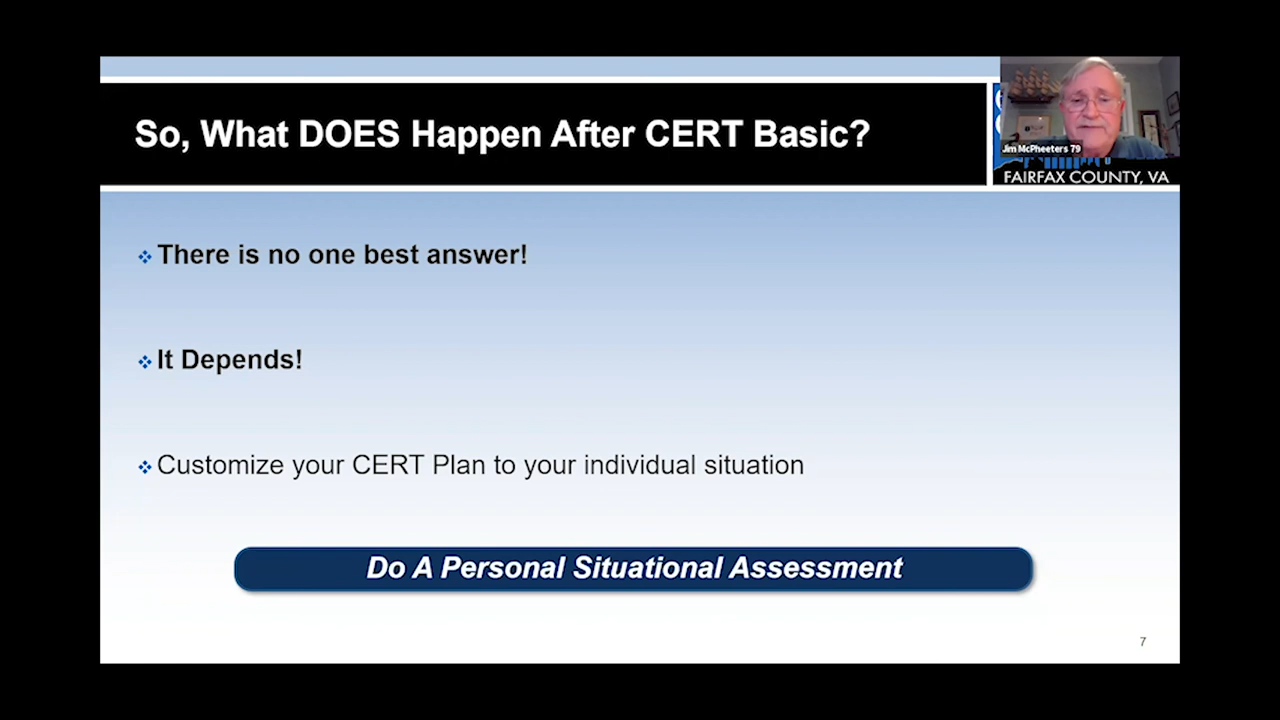 So, What DOES Happen After CERT Basic?
Jim McPheeters 79
FAIRFAX COUNTY, VA
There is no one best answer!
It Depends!
Customize your CERT Plan to your individual situation
Do A Personal Situational Assessment
7